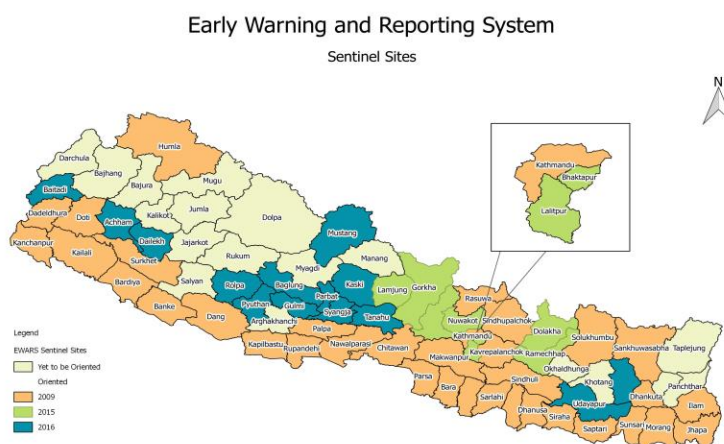 Early Warning and Reporting System
Sentinel Sites
N
Humla
Darchula
Bajhang
Mugu
Bajura
Baitadi
Dadeldhura
Doti
Achham
Kalikot
Jumla
Dolpa
Mustang
Kanchanpur
Kailali
Dailekh
Jajarkot
Surkhet
Rukum
Myagdi
Manang
Bardiya
Salyan
Rolpa
Baglung
Kaski
Lamjung
Gorkha
Banke
Dang
Pyuthan
Gulmi
Parbat
Syangja
Tanahu
Arghakhanchi
Palpa
Kapilbastu
Rupandehi
Nawalparasi
Chitawan
Rasuwa
Nuwakot
Sindhupalchok
Kathmandu
Kavrepalanchok
Makwanpur
Dolakha
Ramechhap
Solukhumbu
Sankhuwasabha
Taplejung
Okhaldhunga
Khotang
Panchthar
Parsa
Bara
Sarlahi
Sindhuli
Dhanusa
Siraha
Udayapur
Saptari
Dhankuta
Sunsari
Morang
Ilam
Jhapa
Kathmandu
Bhaktapur
Lalitpur
Legend
EWARS Sentinel Sites
Yet to be Oriented
Oriented
2009
2015
2016